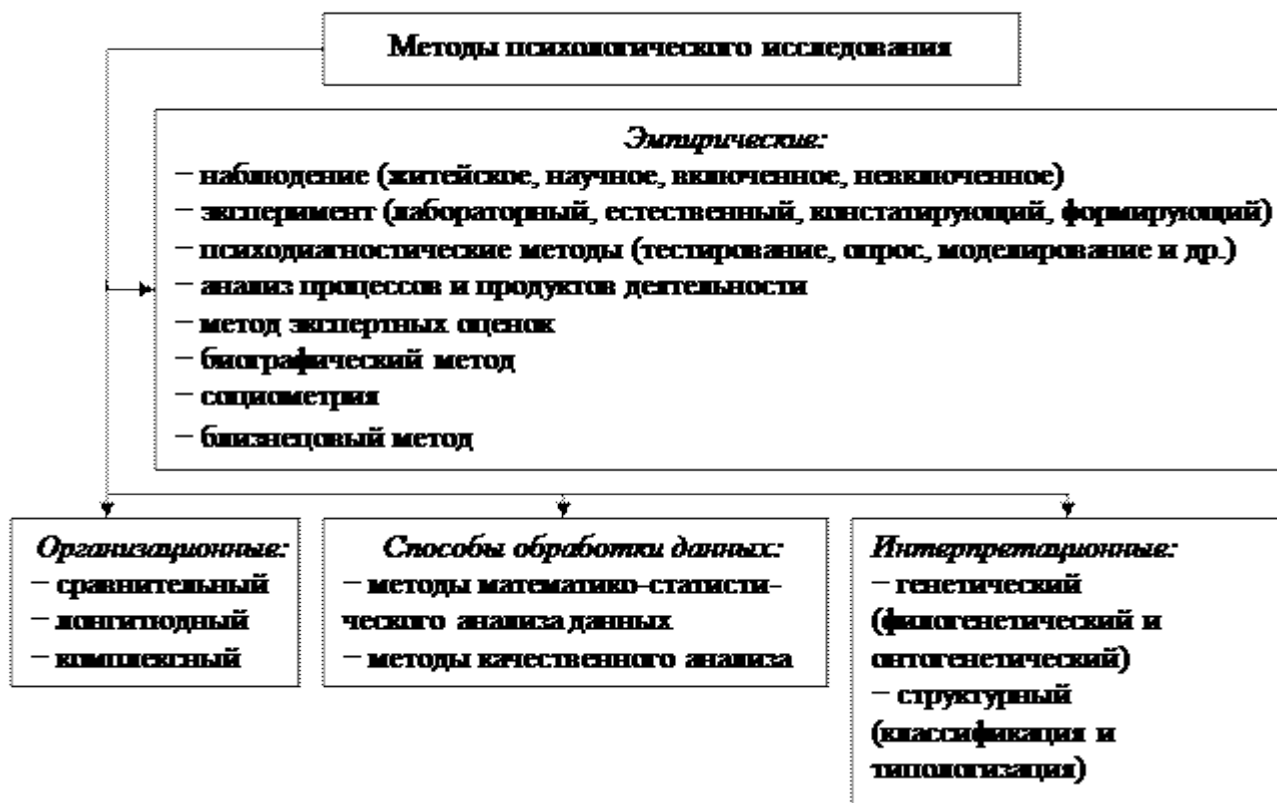 Методы психологического исследования
Эмпирические:
− наблюдение (житейское, научное, включенное, невключенное)
− эксперимент (лабораторный, естественный, констатирующий, формирующий)
− психодиагностические методы (тестирование, опрос, моделирование и др.)
− анализ процессов и продуктов деятельности
− метод экспертных оценок
− биографический метод
− социометрия
− близнецовый метод
Организационные:
− сравнительный
− лонгитюдный
− комплексный
Способы обработки данных:
− методы математико–статисти-
ческого анализа данных
− методы качественного анализа
Интерпретационные:
− генетический
(филогенетический и
онтогенетический)
− структурный
(классификация и
типологизация)